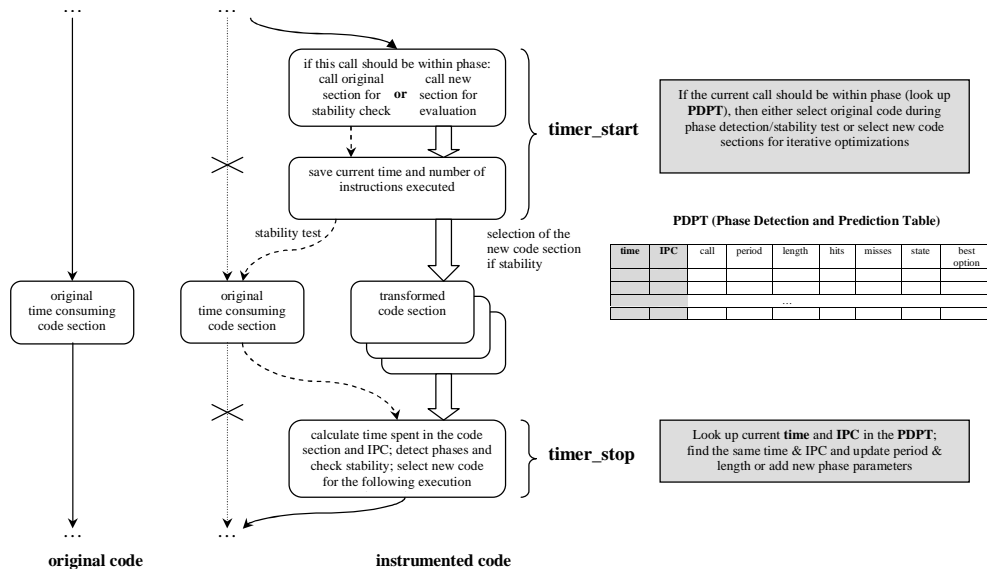 …
…
if this call should be within phase:
call original section for stability check
or
call new section for evaluation
timer_start
If the current call should be within phase (look up
PDPT), then either select original code during
phase detection/stability test or select new code
sections for iterative optimizations
save current time and number of
instructions executed
stability test
selection of the
new code section
if stability
PDPT (Phase Detection and Prediction Table)
time IPC call period length hits misses state best option
…
original
time consuming
code section
original
time consuming
code section
transformed
code section
calculate time spent in the code
section and IPC; detect phases and
check stability; select new code
for the following execution
timer_stop
Look up current time and IPC in the PDPT;
find the same time & IPC and update period &
length or add new phase parameters
…
…
original code
instrumented code